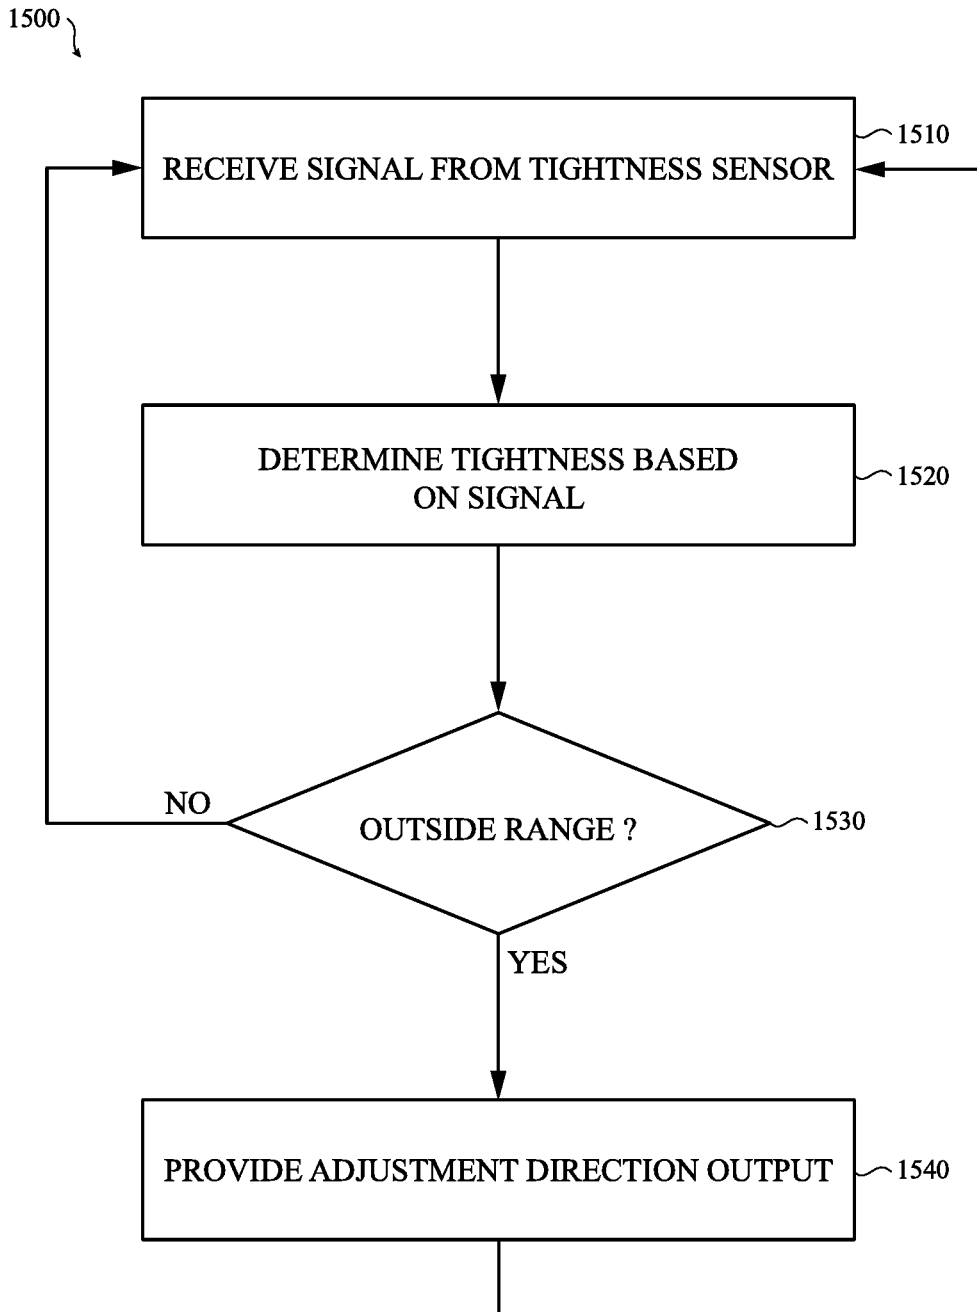 1500
RECEIVE SIGNAL FROM TIGHTNESS SENSOR
1510
DETERMINE TIGHTNESS BASED
ON SIGNAL
1520
NO
OUTSIDE RANGE ?
1530
YES
PROVIDE ADJUSTMENT DIRECTION OUTPUT
1540